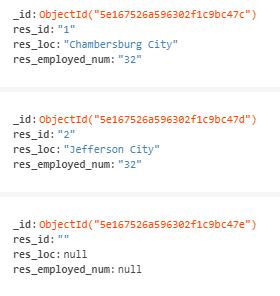 _id: ObjectId("5e167526a596302f1c9bc47c")
res_id: "1"
res_loc: "Chambersburg City"
res_employed_num: "32"
_id: ObjectId("5e167526a596302f1c9bc47d")
res_id: "2"
res_loc: "Jefferson City"
res_employed_num: "32"
_id: ObjectId("5e167526a596302f1c9bc47e")
res_id: ""
res_loc: null
res_employed_num: null